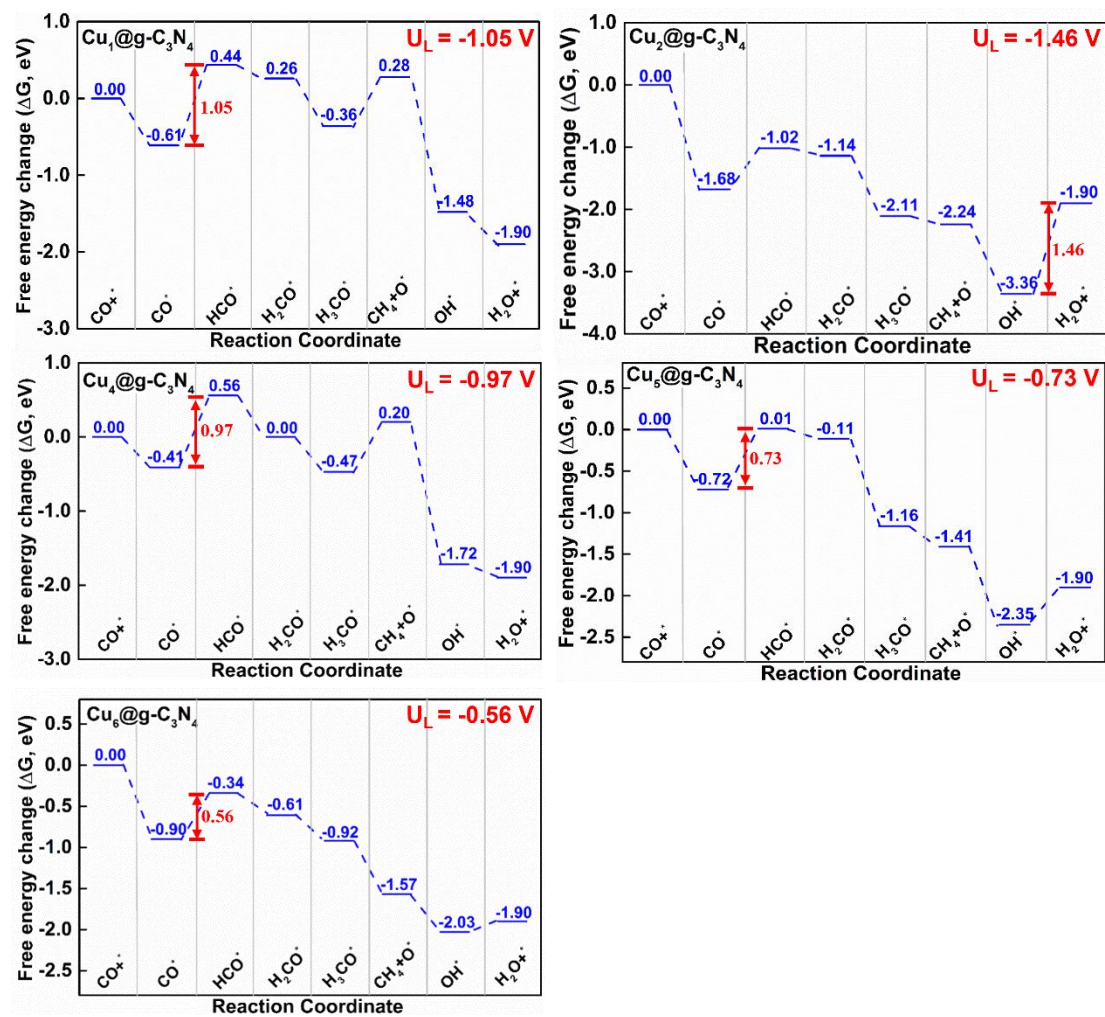 Cu1@g-C3N4
UL = -1.05 V
Free energy change (ΔG, eV)
1.0
0.0
-1.0
-2.0
-3.0
0.00
-0.61
0.44
0.26
-0.36
0.28
-1.48
-1.90
1.05
CO+*
CO*
HCO*
H2CO*
H3CO*
CH4+O*
OH*
H2O+*
Reaction Coordinate
Cu2@g-C3N4
UL = -1.46 V
Free energy change (ΔG, eV)
1.0
0.0
-1.0
-2.0
-3.0
-4.0
0.00
-1.68
-1.02
-1.14
-2.11
-2.24
-3.36
-1.90
1.46
CO+*
CO*
HCO*
H2CO*
H3CO*
CH4+O*
OH*
H2O+*
Reaction Coordinate
Cu4@g-C3N4
UL = -0.97 V
Free energy change (ΔG, eV)
1.0
0.0
-1.0
-2.0
-3.0
0.00
-0.41
0.56
0.00
-0.47
0.20
-1.72
-1.90
0.97
CO+*
CO*
HCO*
H2CO*
H3CO*
CH4+O*
OH*
H2O+*
Reaction Coordinate
Cu5@g-C3N4
UL = -0.73 V
Free energy change (ΔG, eV)
0.5
0.0
-0.5
-1.0
-1.5
-2.0
-2.5
0.00
-0.72
0.01
-0.11
-1.16
-1.41
-2.35
-1.90
0.73
CO+*
CO*
HCO*
H2CO*
H3CO*
CH4+O*
OH*
H2O+*
Reaction Coordinate
Cu6@g-C3N4
UL = -0.56 V
Free energy change (ΔG, eV)
0.5
0.0
-0.5
-1.0
-1.5
-2.0
-2.5
0.00
-0.90
-0.34
-0.61
-0.92
-1.57
-2.03
-1.90
0.56
CO+*
CO*
HCO*
H2CO*
H3CO*
CH4+O*
OH*
H2O+*
Reaction Coordinate